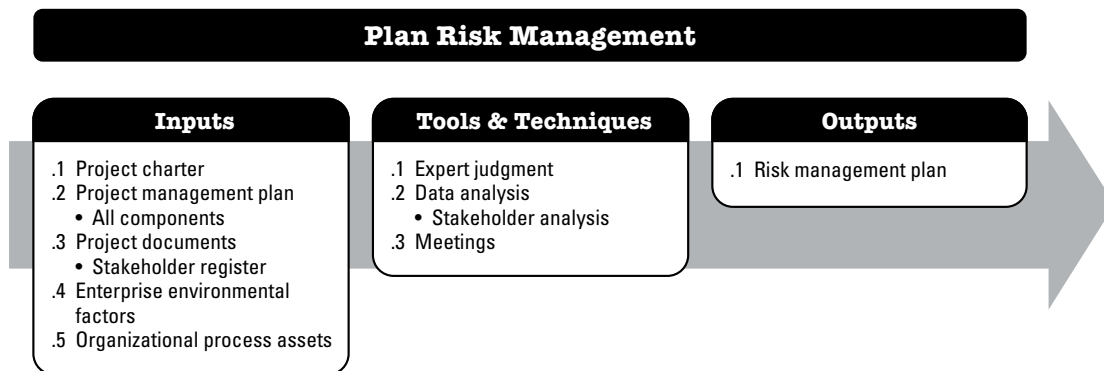 Plan Risk Management
Inputs
.1 Project charter
.2 Project management plan
• All components
.3 Project documents
• Stakeholder register
.4 Enterprise environmental
factors
.5 Organizational process assets
Tools & Techniques
.1 Expert judgment
.2 Data analysis
• Stakeholder analysis
.3 Meetings
Outputs
.1 Risk management plan